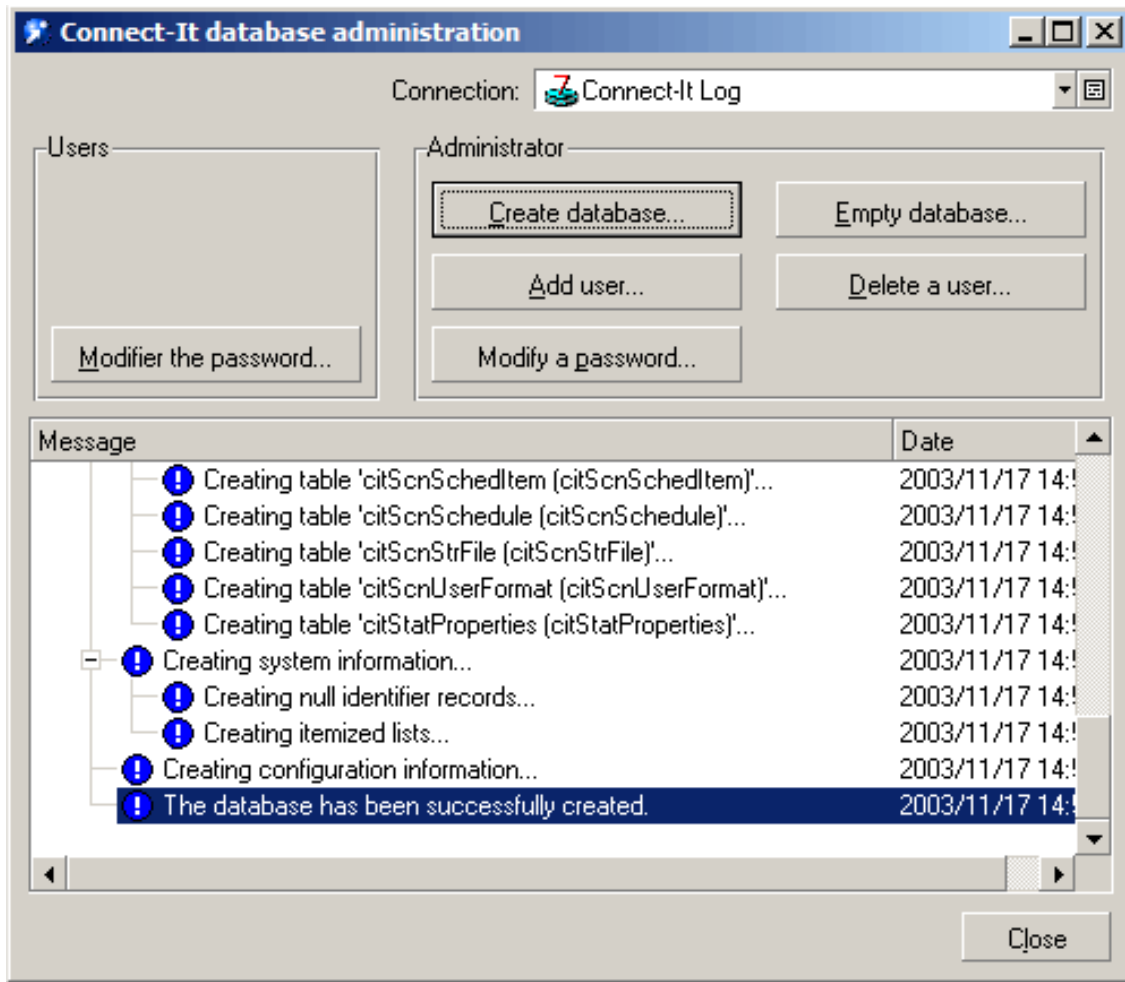 Connect-It database administration
Connection: Connect-It Log
Users
Administrator
Create database... Empty database...
Add user... Delete a user...
Modifier the password... Modify a password...
Message Date
Creating table 'citScnSchedItem (citScnSchedItem)'... 2003/11/17 14:
Creating table 'citScnSchedule (citScnSchedule)'... 2003/11/17 14:
Creating table 'citScnStrFile (citScnStrFile)'... 2003/11/17 14:
Creating table 'citScnUserFormat (citScnUserFormat)'... 2003/11/17 14:
Creating table 'citStatProperties (citStatProperties)'... 2003/11/17 14:
Creating system information... 2003/11/17 14:
Creating null identifier records... 2003/11/17 14:
Creating itemized lists... 2003/11/17 14:
Creating configuration information... 2003/11/17 14:
The database has been successfully created. 2003/11/17 14:
Close